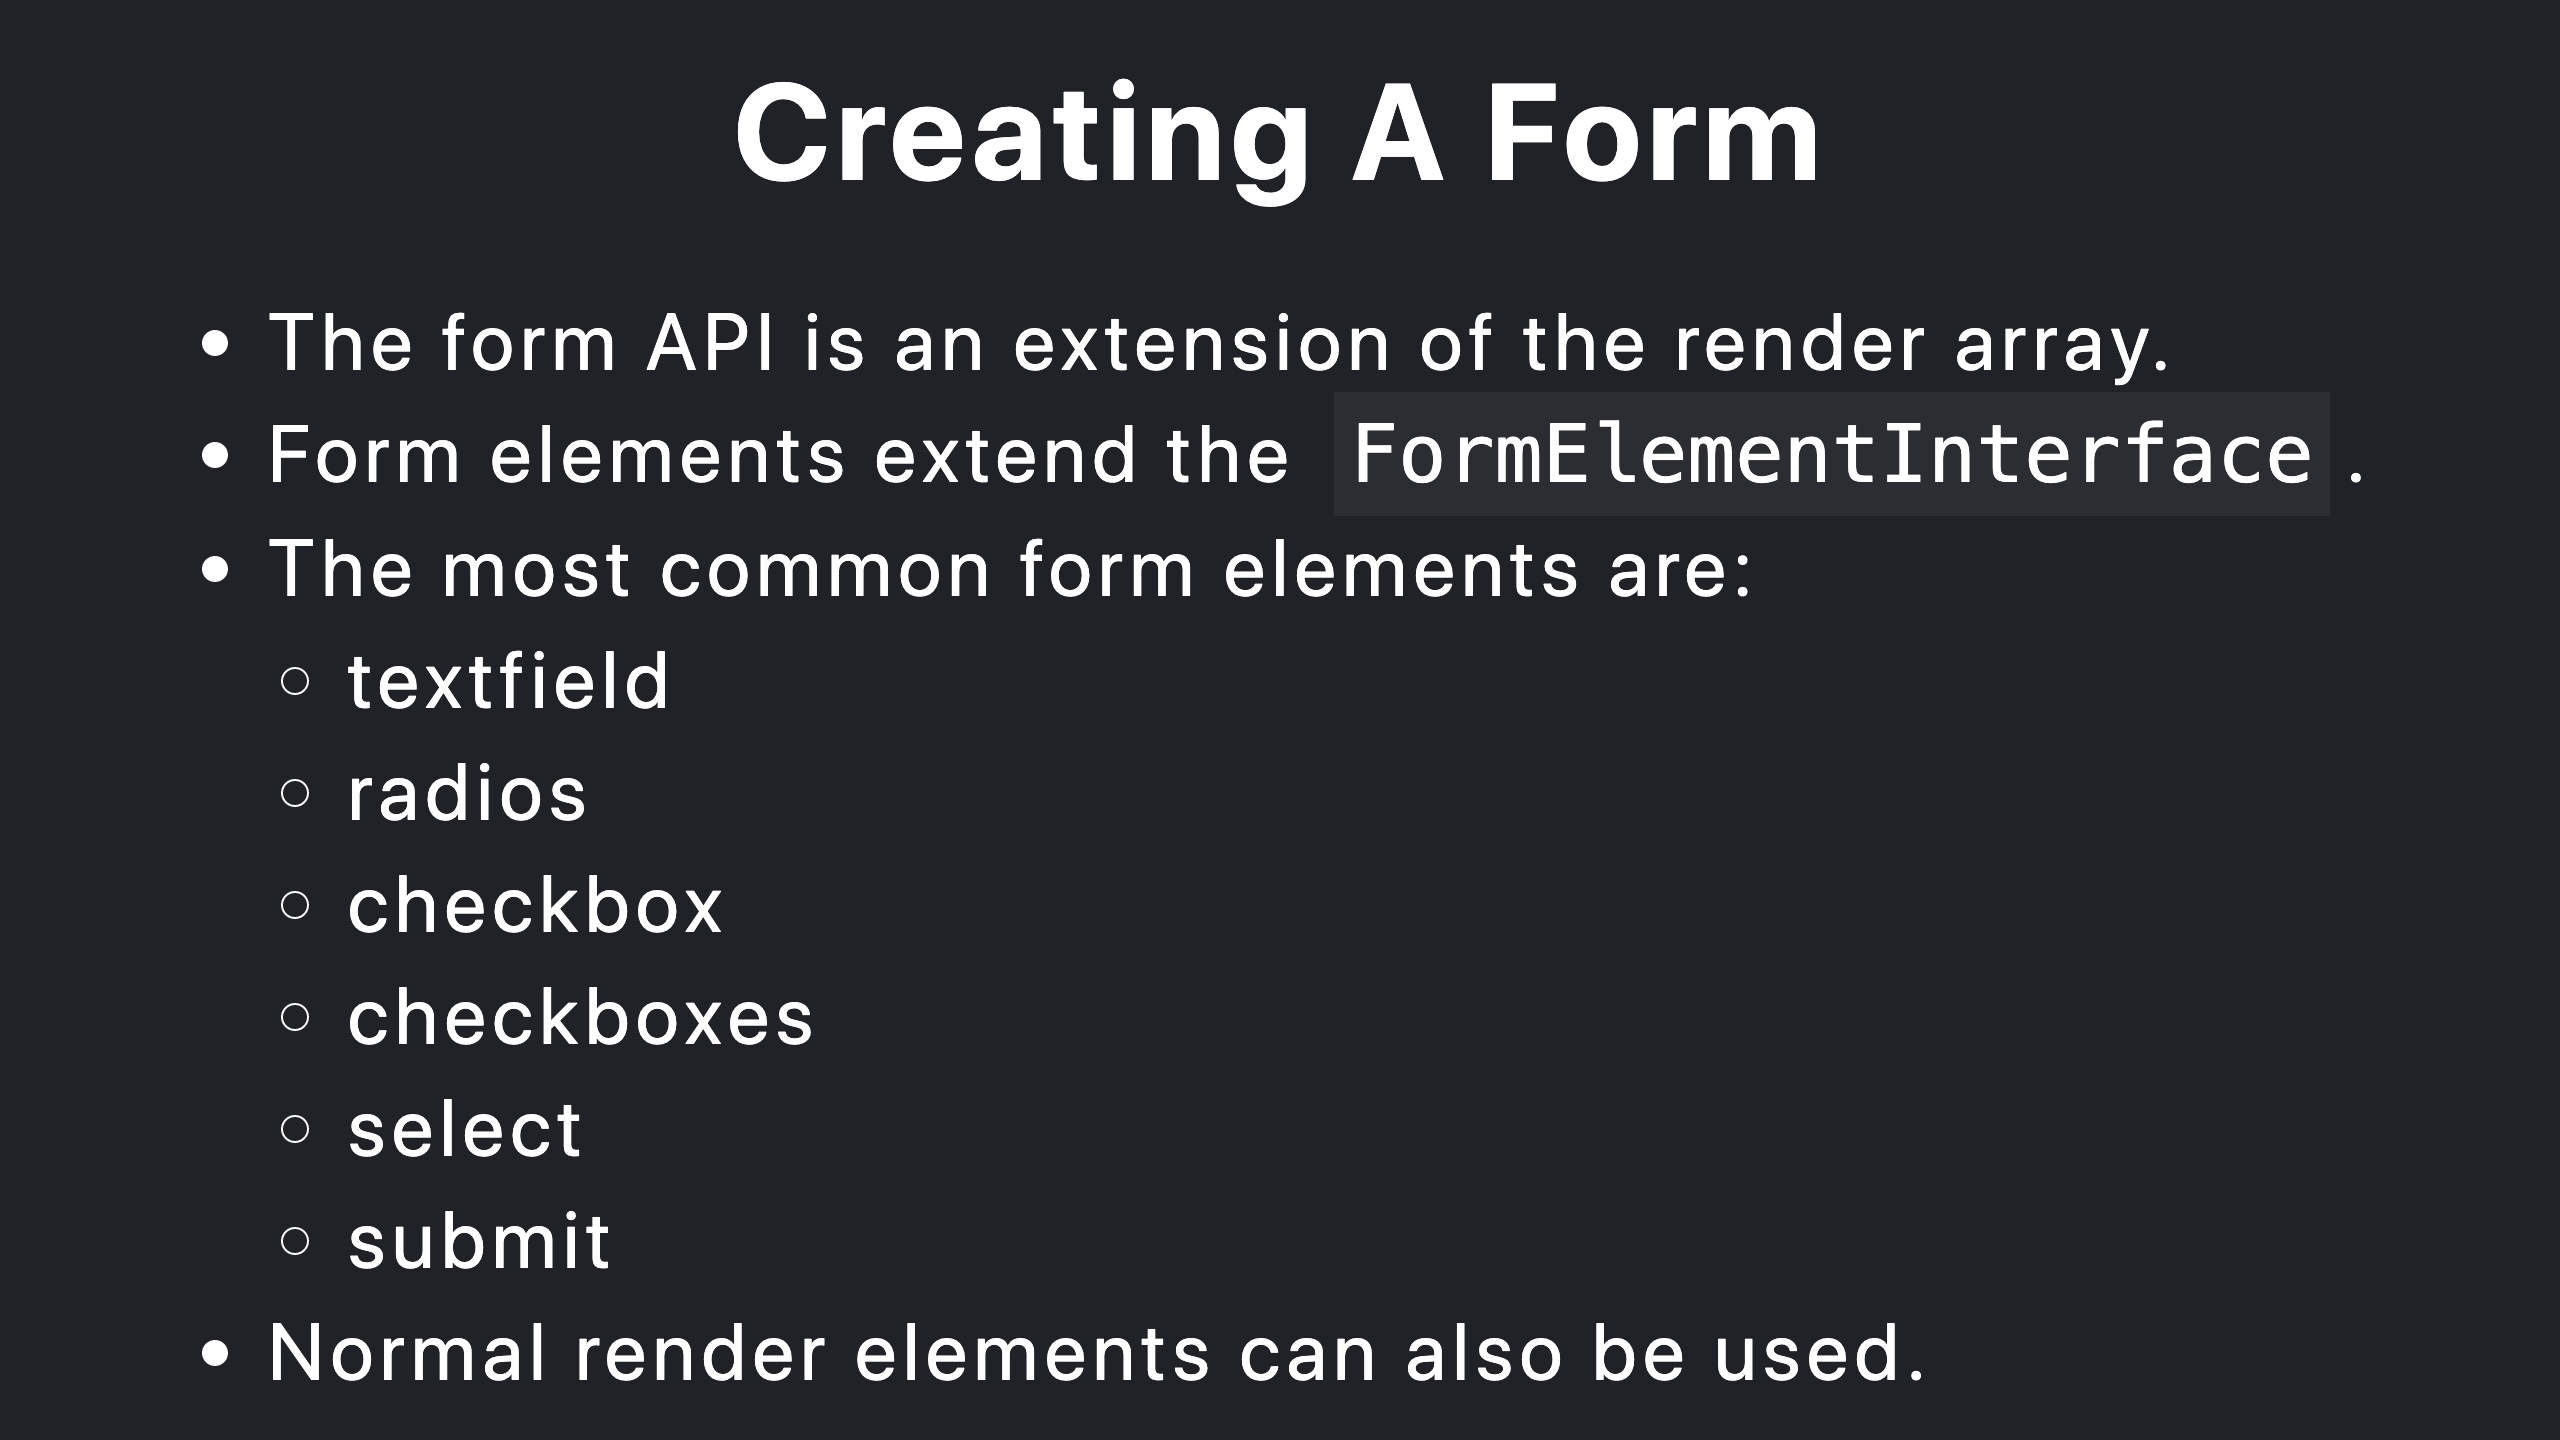 Creating A Form
• The form API is an extension of the render array.
• Form elements extend the FormElementInterface.
• The most common form elements are:
○ textfield
○ radios
○ checkbox
○ checkboxes
○ select
○ submit
• Normal render elements can also be used.